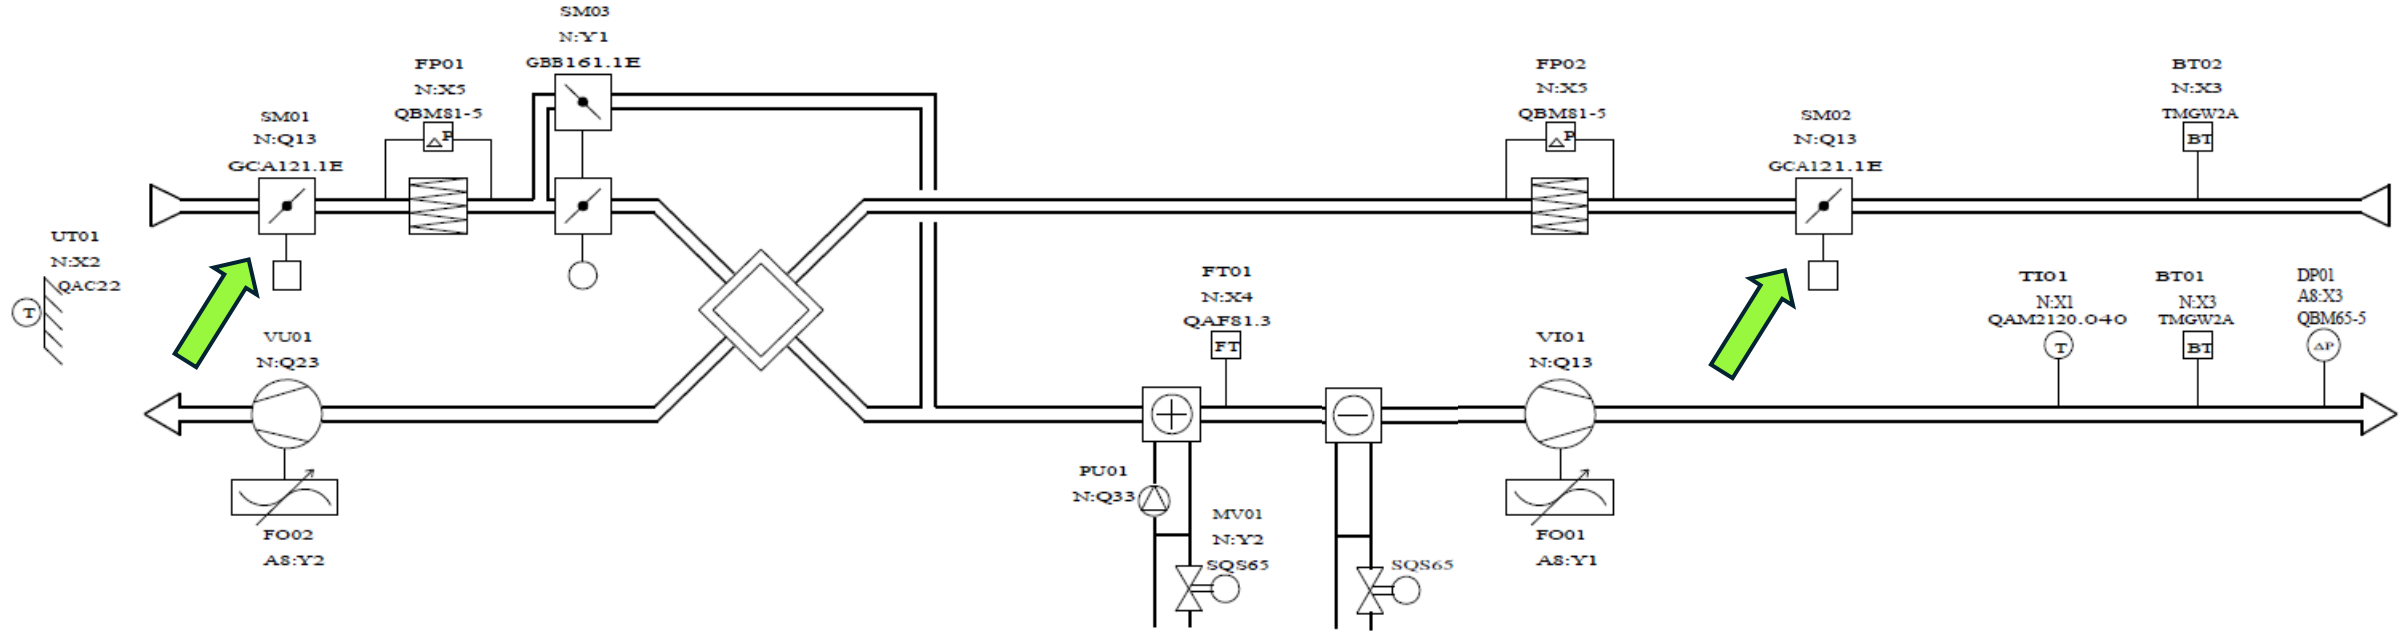 SM03
N:Y1
GBB161.1E
FP01
N:X5
QBM81-5
P
SM01
N:Q13
GCA121.1E
FP02
N:X5
QBM81-5
P
SM02
N:Q13
GCA121.1E
BT02
N:X3
TMGW2A
BT
UT01
N:X2
QAC22
T
VU01
N:Q23
FO02
A8:Y2
FT01
N:X4
QAF81.3
FT
PU01
N:Q33
MV01
N:Y2
SQS65
SQS65
VI01
N:Q13
FO01
A8:Y1
TI01
N:X1
QAM2120.040
T
BT01
N:X3
TMGW2A
BT
DP01
A8:X3
QBM65-5
ΔP